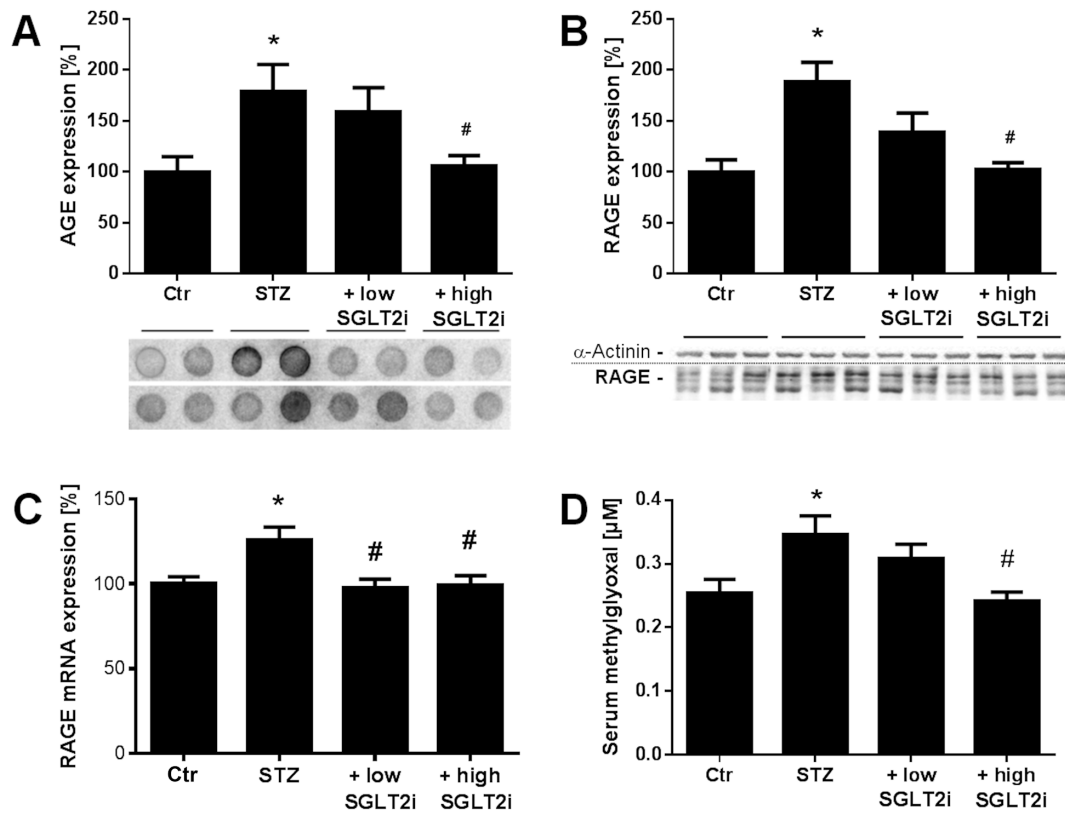 A
AGE expression [%]
250
200
150
100
50
0
*
#
Ctr
STZ
+ low
SGLT2i
+ high
SGLT2i
B
RAGE expression [%]
250
200
150
100
50
0
*
#
Ctr
STZ
+ low
SGLT2i
+ high
SGLT2i
α-Actinin -
RAGE -
C
RAGE mRNA expression [%]
150
100
50
0
*
#
#
Ctr
STZ
+ low
SGLT2i
+ high
SGLT2i
D
Serum methylglyoxal [µM]
0.4
0.3
0.2
0.1
0.0
*
#
Ctr
STZ
+ low
SGLT2i
+ high
SGLT2i